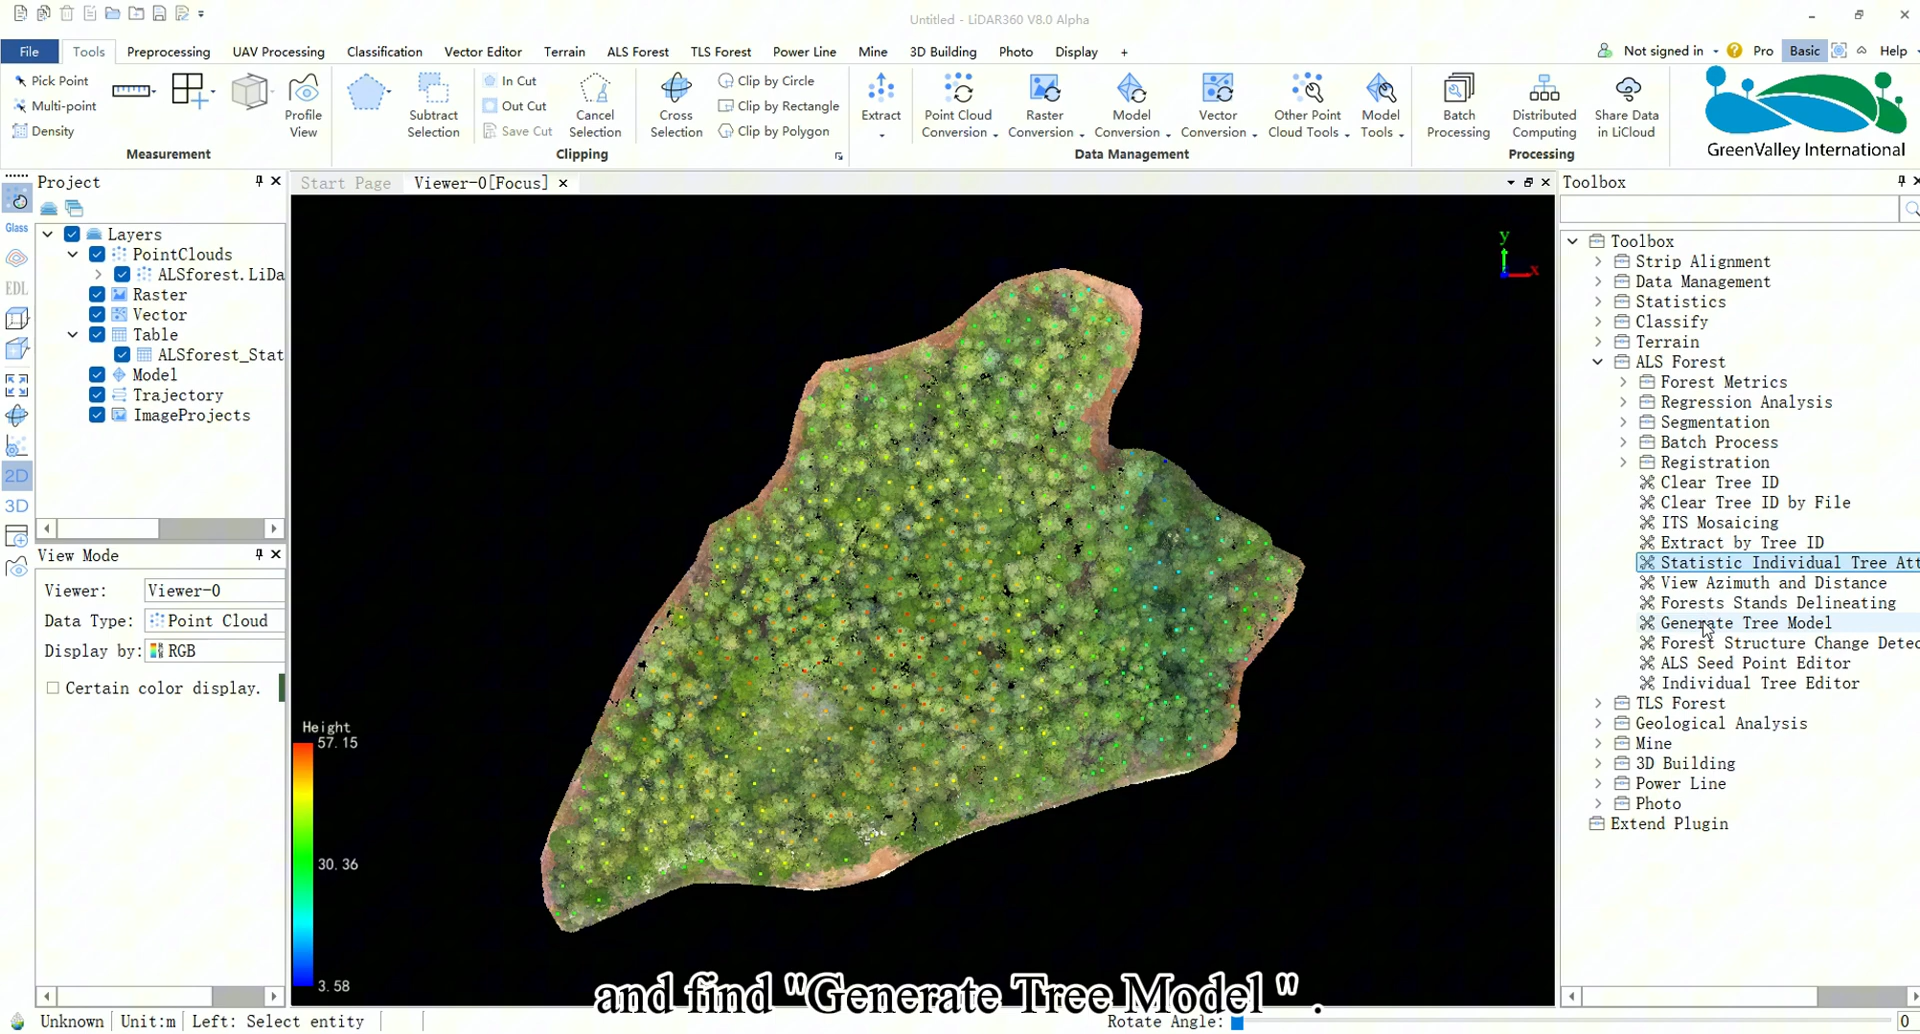 Untitled - LiDAR360 V8.0 Alpha
File Tools Preprocessing UAV Processing Classification Vector Editor Terrain ALS Forest TLS Forest Power Line Mine 3D Building Photo Display + Not signed in Pro Basic Help
Pick Point
Multi-point
Density
Profile View
Measurement
Subtract Selection
In Cut
Out Cut
Save Cut
Cancel Selection
Cross Selection
Clip by Circle
Clip by Rectangle
Clip by Polygon
Clipping
Extract
Point Cloud Conversion
Raster Conversion
Model Conversion
Vector Conversion
Other Point Cloud Tools
Model Tools
Data Management
Batch Processing
Distributed Computing
Share Data in LiCloud
Processing
GreenValley International
Project
Layers
PointClouds
ALSforest.LiDa
Raster
Vector
Table
ALSforest_Stat
Model
Trajectory
ImageProjects
Glass
EDL
2D
3D
View Mode
Viewer: Viewer-0
Data Type: Point Cloud
Display by: RGB
Certain color display.
Start Page Viewer-0[Focus]
y
x
Height
57.15
30.36
3.58
Toolbox
Toolbox
Strip Alignment
Data Management
Statistics
Classify
Terrain
ALS Forest
Forest Metrics
Regression Analysis
Segmentation
Batch Process
Registration
Clear Tree ID
Clear Tree ID by File
ITS Mosaicing
Extract by Tree ID
Statistic Individual Tree Att
View Azimuth and Distance
Forests Stands Delineating
Generate Tree Model
Forest Structure Change Detec
ALS Seed Point Editor
Individual Tree Editor
TLS Forest
Geological Analysis
Mine
3D Building
Power Line
Photo
Extend Plugin
and find "Generate Tree Model " .
Unknown Unit:m Left: Select entity Rotate Angle: 0